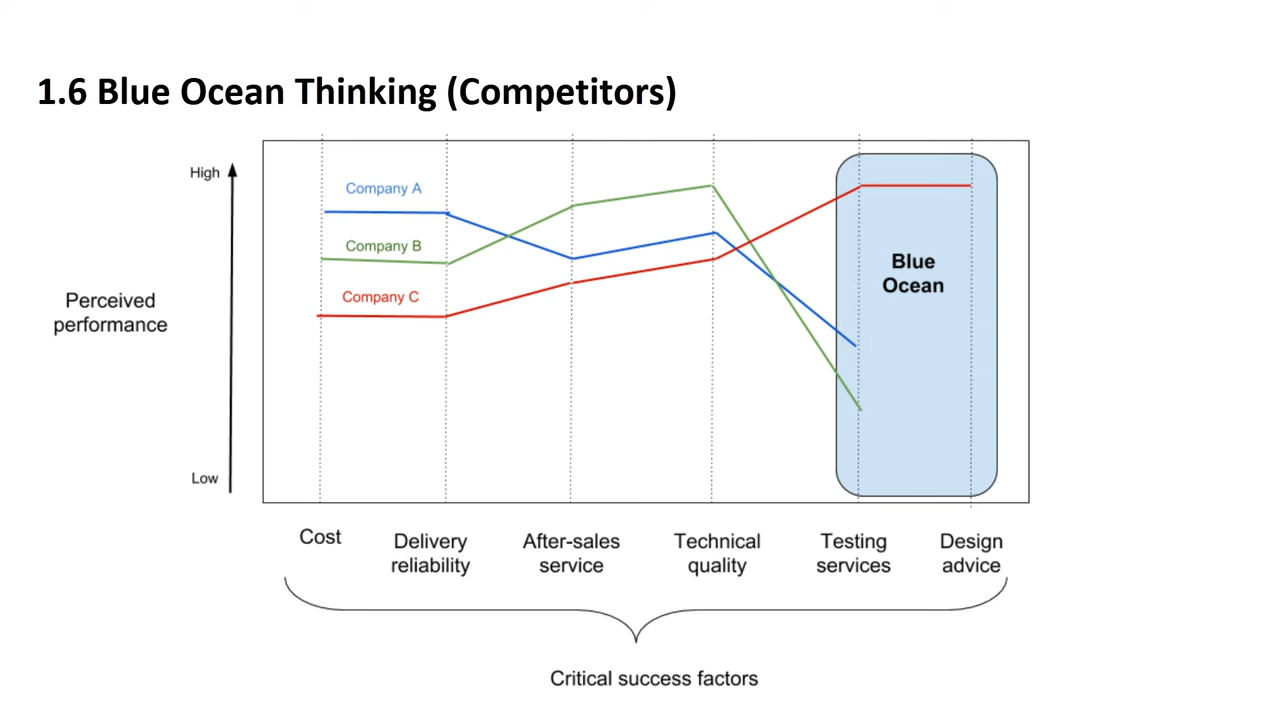 1.6 Blue Ocean Thinking (Competitors)
High
Company A
Company B
Company C
Blue
Ocean
Perceived
performance
Low
Cost
Delivery
reliability
After-sales
service
Technical
quality
Testing
services
Design
advice
Critical success factors